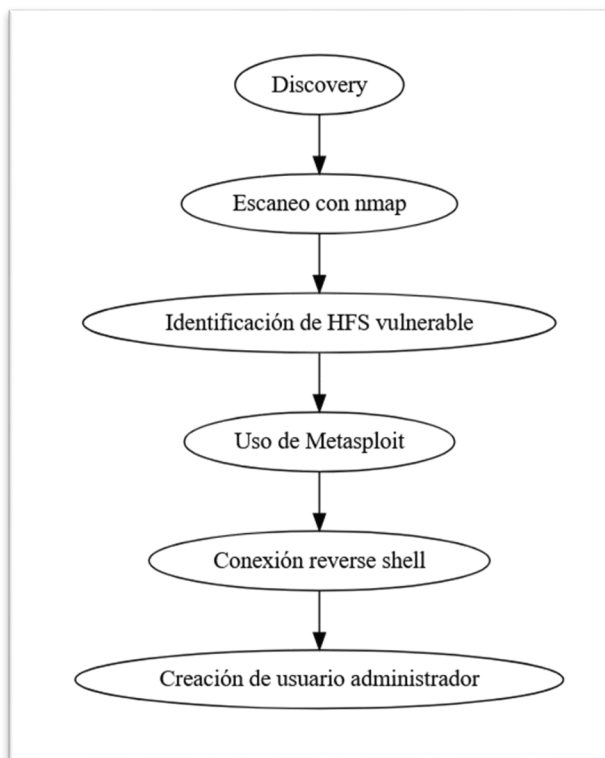 Discovery
Escaneo con nmap
Identificación de HFS vulnerable
Uso de Metasploit
Conexión reverse shell
Creación de usuario administrador